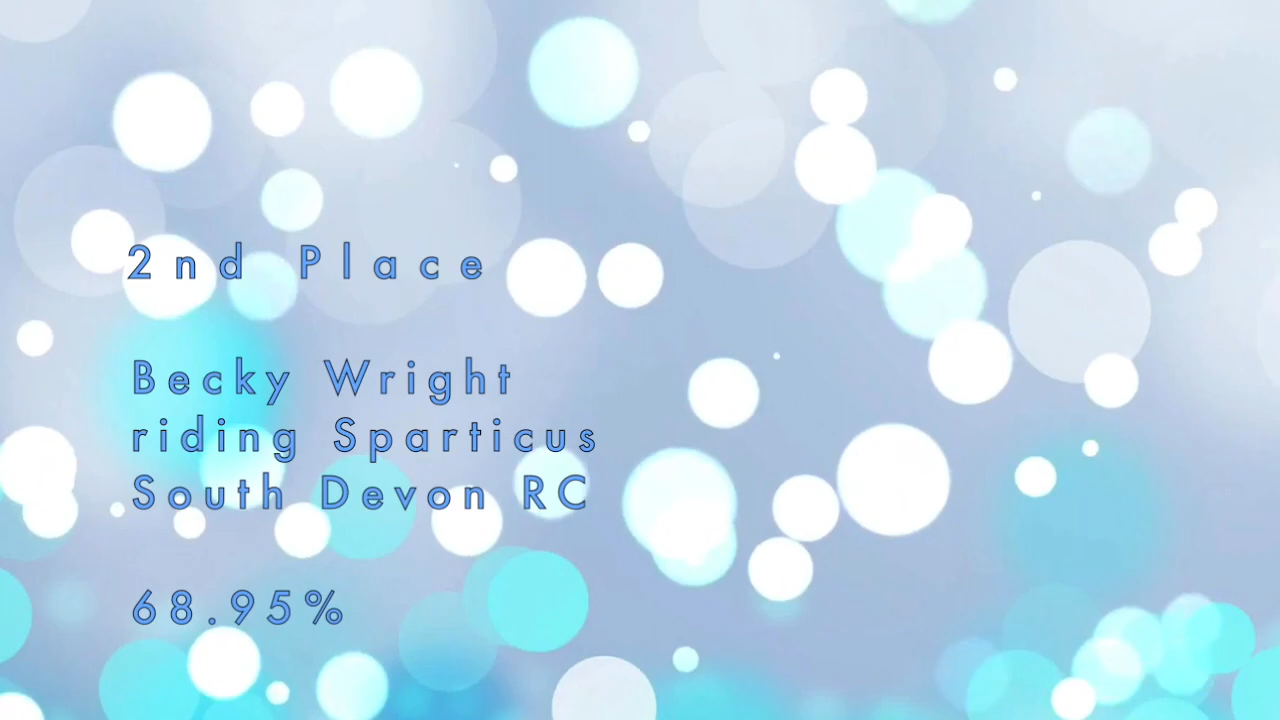 2nd Place
Becky Wright
riding Sparticus
South Devon RC
68.95%